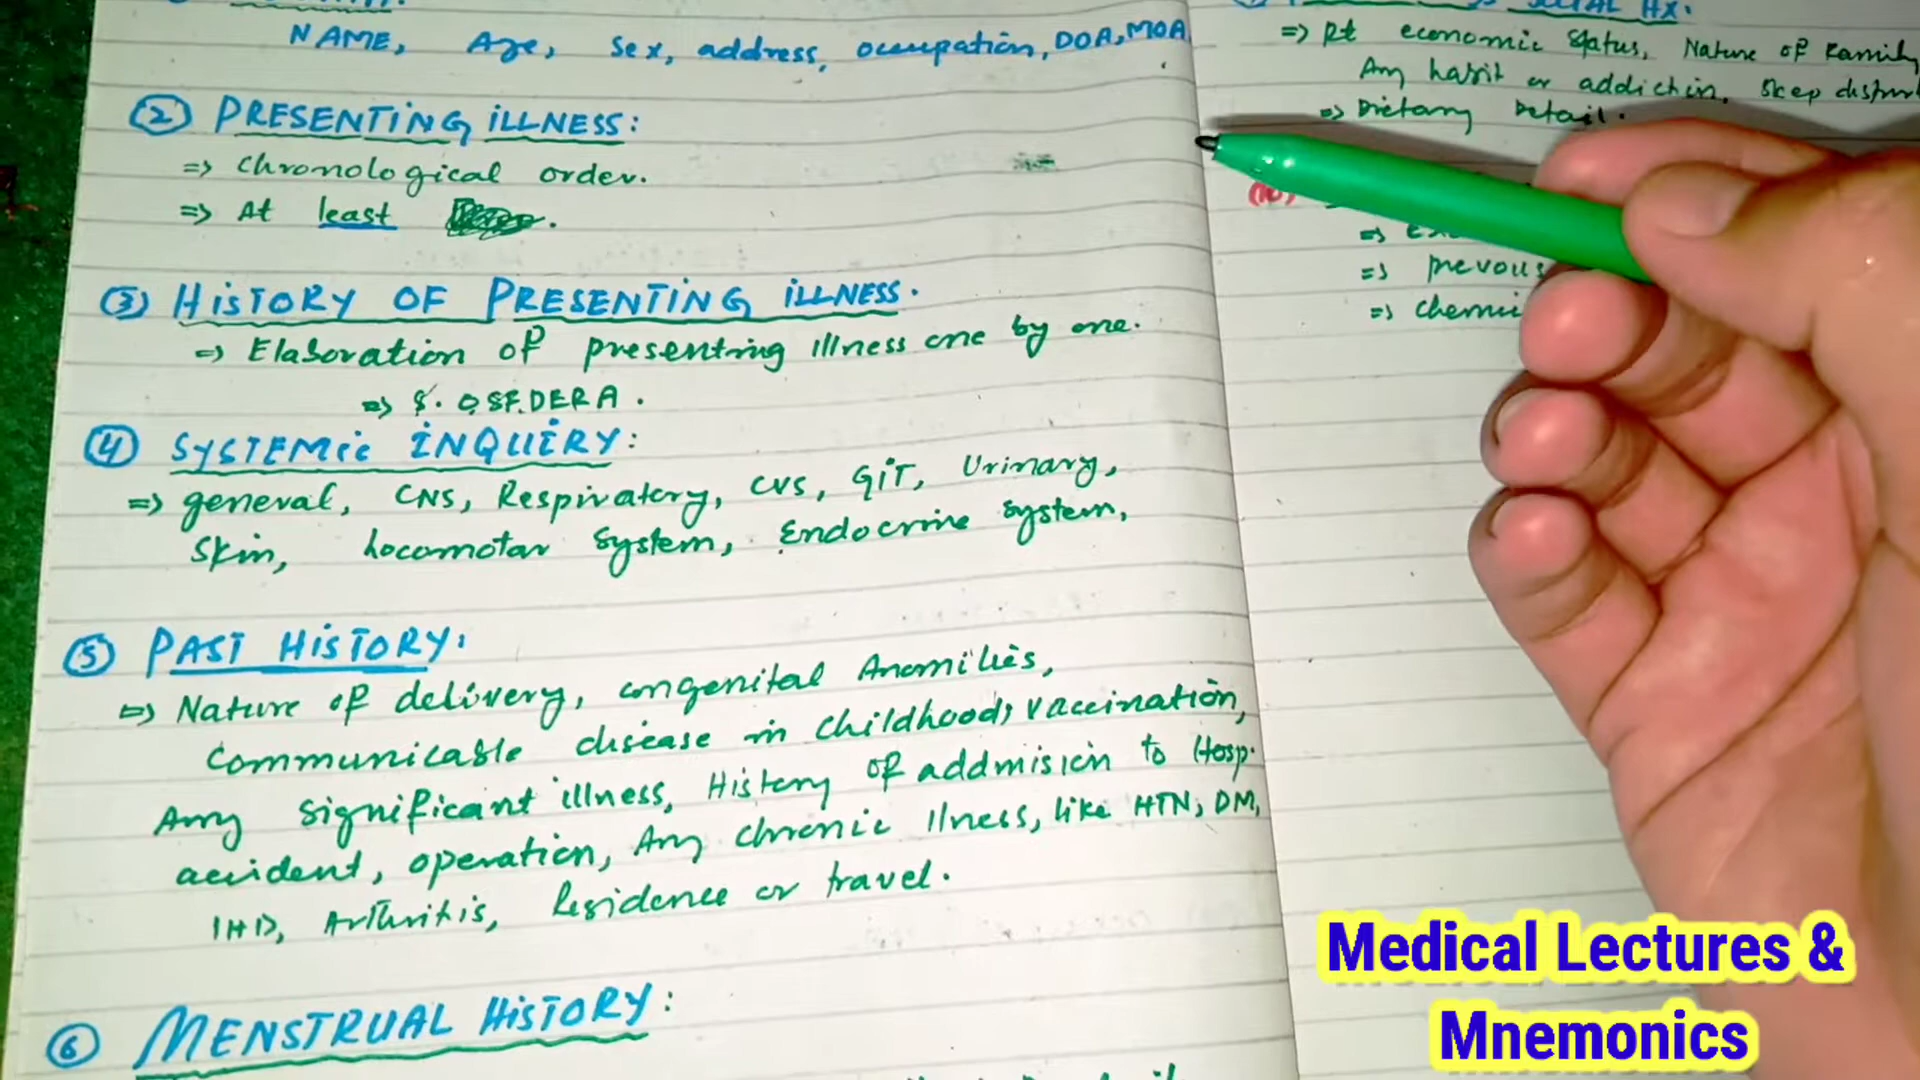 NAME, Age, Sex, address, occupation, DOA, MOA
② PRESENTING ILLNESS:
=> chronological order.
=> At least
③ HISTORY OF PRESENTING ILLNESS.
=> Elaboration of presenting illness one by one.
=> S. OSF.DERA.
④ SYSTEMIC INQUIRY:
=> general, CNS, Respiratory, CVS, GIT, Urinary,
Skin, Locomotar System, Endocrine system,
⑤ PAST HISTORY:
=> Nature of delivery, congenital Anomilies,
Communicable disease in childhood, vaccination,
Any significant illness, History of addmision to Hosp.
accident, operation, Any chronic Ilness, like HTN, DM,
IHD, Arthritis, Residence or travel.
⑥ MENSTRUAL HISTORY:
HX:
=> Pt economic status, Nature of family
Any habit or addiction, Sleep
=> Dietary Detail.
(10)
=> prevous
=>
Medical Lectures &
Mnemonics